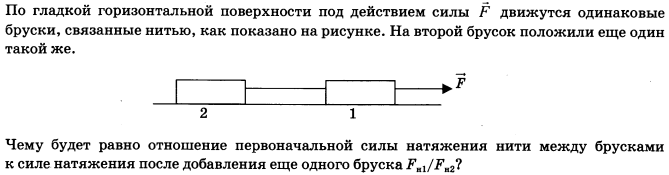 По гладкой горизонтальной поверхности под действием силы F⃗ движутся одинаковые
бруски, связанные нитью, как показано на рисунке. На второй брусок положили еще один
такой же.
F⃗
2 1
Чему будет равно отношение первоначальной силы натяжения нити между брусками
к силе натяжения после добавления еще одного бруска Fн1/Fн2?